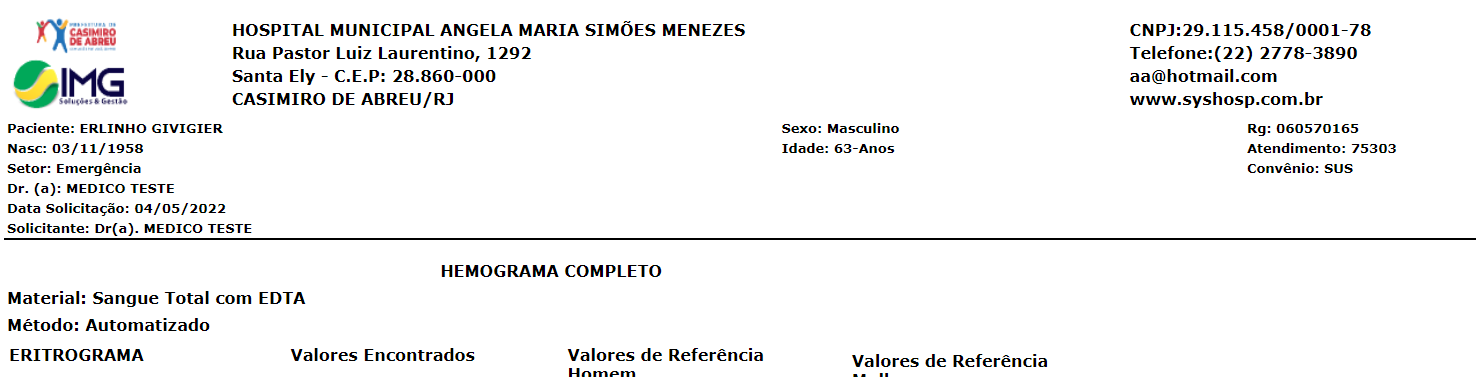 PREFEITURA DE
CASIMIRO
DE ABREU
IMG
Soluções & Gestão
HOSPITAL MUNICIPAL ANGELA MARIA SIMÕES MENEZES
Rua Pastor Luiz Laurentino, 1292
Santa Ely - C.E.P: 28.860-000
CASIMIRO DE ABREU/RJ
CNPJ:29.115.458/0001-78
Telefone:(22) 2778-3890
aa@hotmail.com
www.syshosp.com.br
Paciente: ERLINHO GIVIGIER
Nasc: 03/11/1958
Setor: Emergência
Dr. (a): MEDICO TESTE
Data Solicitação: 04/05/2022
Solicitante: Dr(a). MEDICO TESTE
Sexo: Masculino
Idade: 63-Anos
Rg: 060570165
Atendimento: 75303
Convênio: SUS
HEMOGRAMA COMPLETO
Material: Sangue Total com EDTA
Método: Automatizado
ERITROGRAMA
Valores Encontrados
Valores de Referência
Homem
Valores de Referência